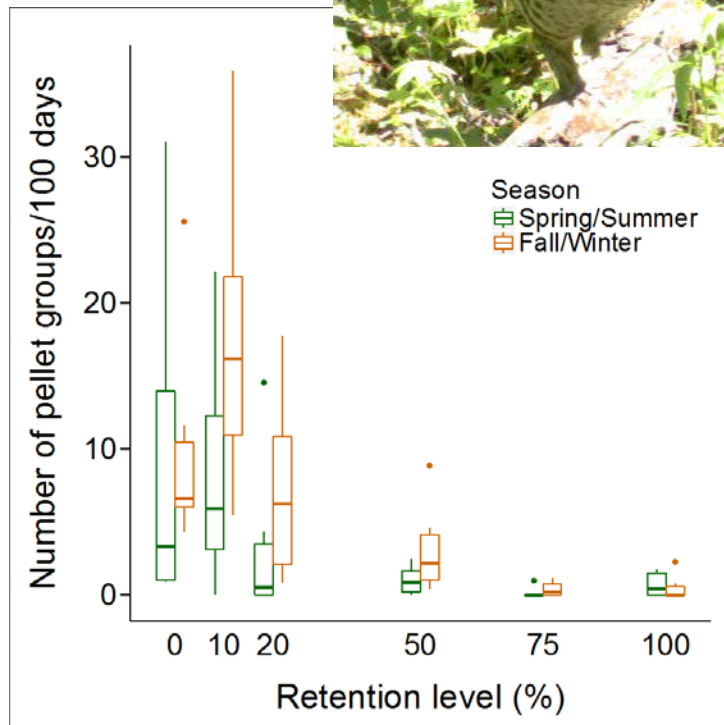 Number of pellet groups/100 days
30
20
10
0
Season
Spring/Summer
Fall/Winter
0 10 20 50 75 100
Retention level (%)